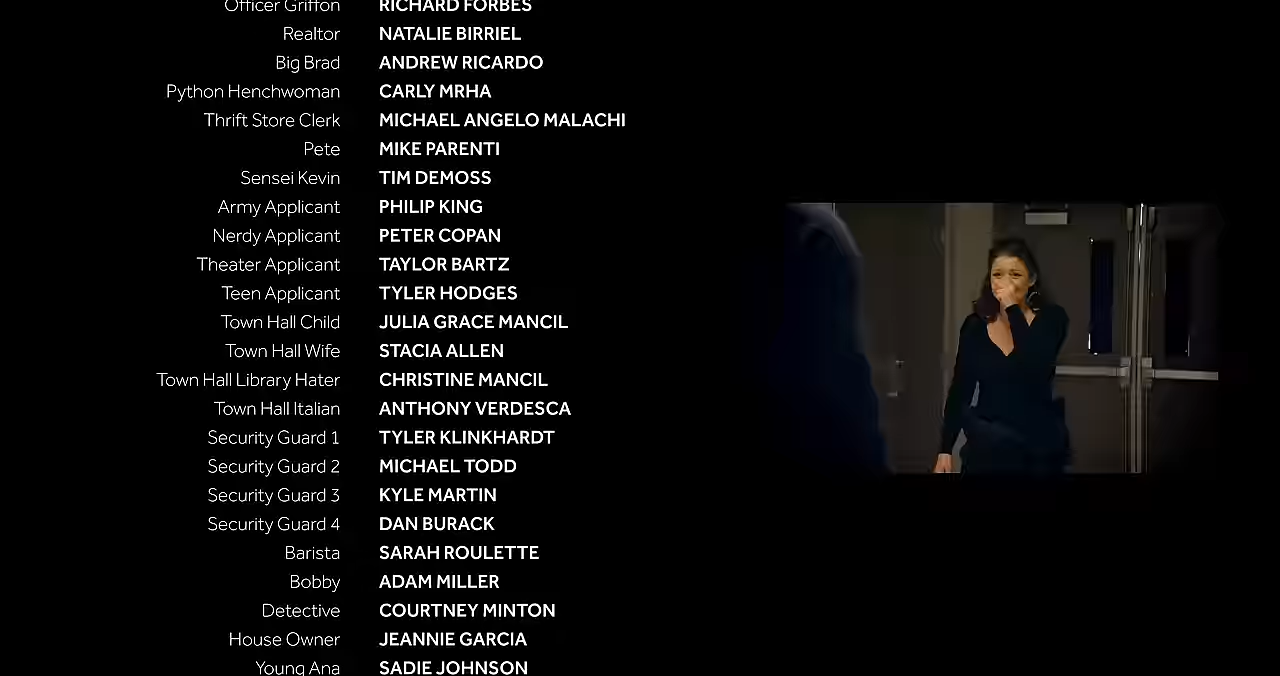 Officer Griffon RICHARD FORBES
Realtor NATALIE BIRRIEL
Big Brad ANDREW RICARDO
Python Henchwoman CARLY MRHA
Thrift Store Clerk MICHAEL ANGELO MALACHI
Pete MIKE PARENTI
Sensei Kevin TIM DEMOSS
Army Applicant PHILIP KING
Nerdy Applicant PETER COPAN
Theater Applicant TAYLOR BARTZ
Teen Applicant TYLER HODGES
Town Hall Child JULIA GRACE MANCIL
Town Hall Wife STACIA ALLEN
Town Hall Library Hater CHRISTINE MANCIL
Town Hall Italian ANTHONY VERDESCA
Security Guard 1 TYLER KLINKHARDT
Security Guard 2 MICHAEL TODD
Security Guard 3 KYLE MARTIN
Security Guard 4 DAN BURACK
Barista SARAH ROULETTE
Bobby ADAM MILLER
Detective COURTNEY MINTON
House Owner JEANNIE GARCIA
Young Ana SADIE JOHNSON